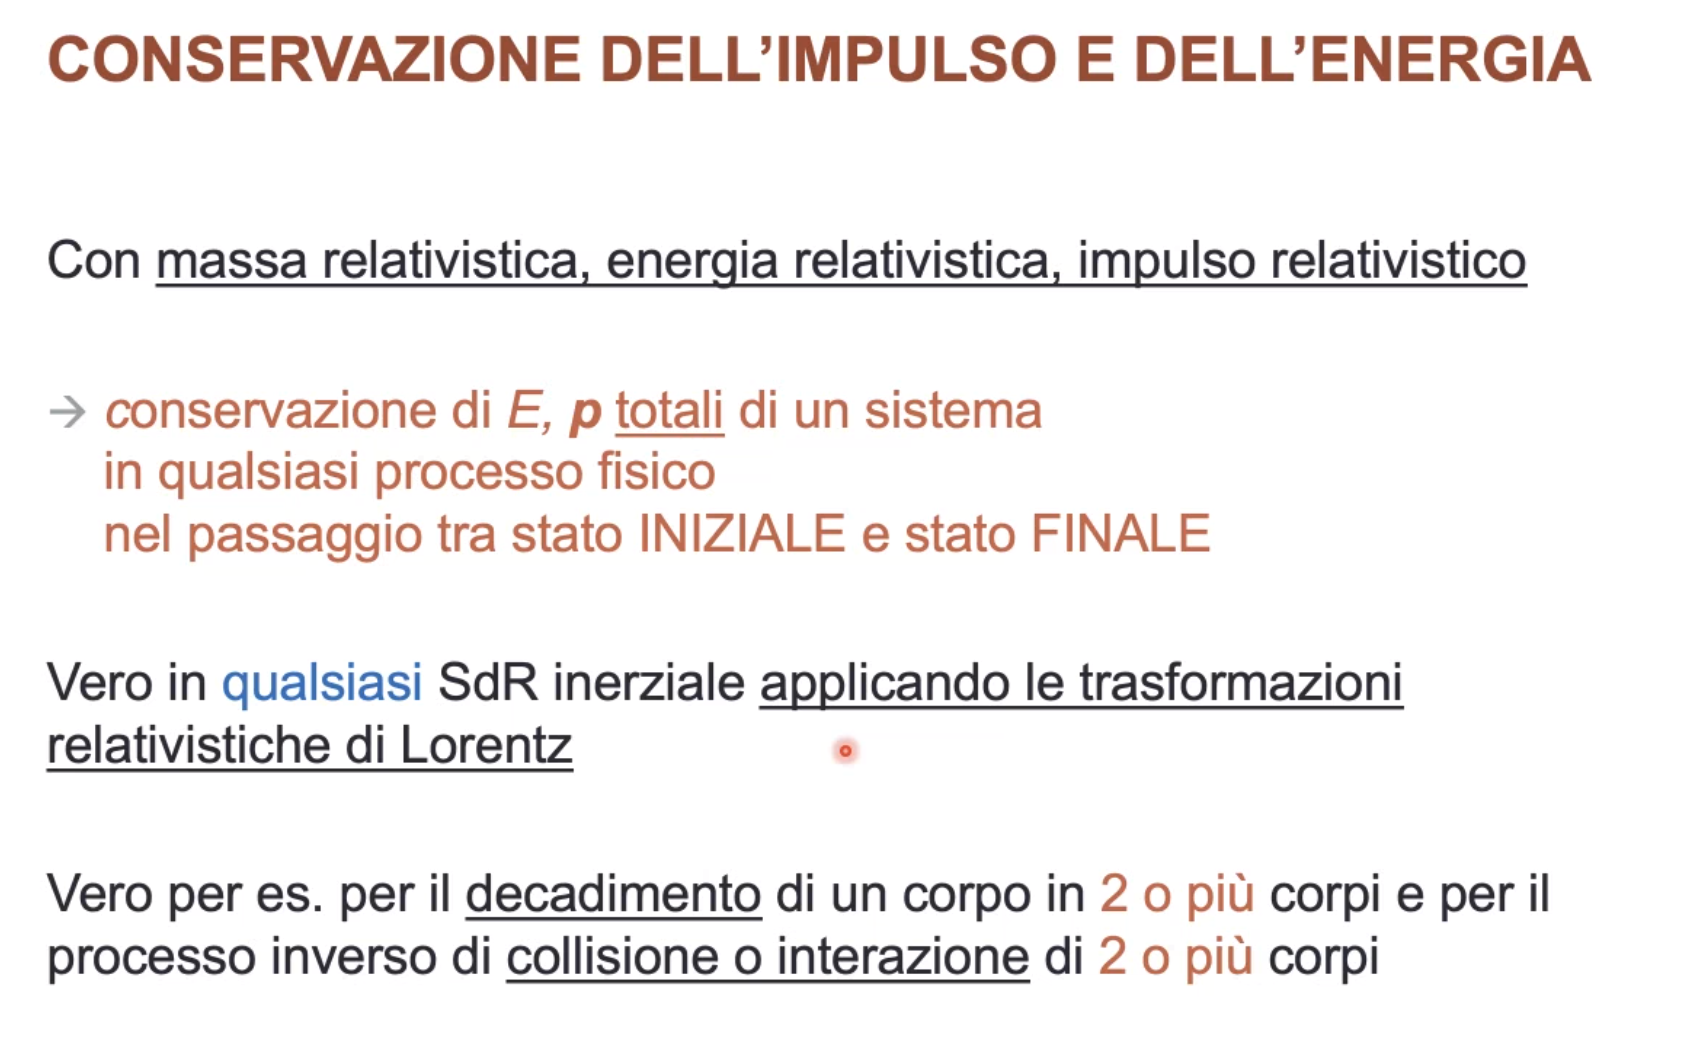 CONSERVAZIONE DELL’IMPULSO E DELL’ENERGIA
Con massa relativistica, energia relativistica, impulso relativistico
→ conservazione di E, p totali di un sistema
in qualsiasi processo fisico
nel passaggio tra stato INIZIALE e stato FINALE
Vero in qualsiasi SdR inerziale applicando le trasformazioni
relativistiche di Lorentz
Vero per es. per il decadimento di un corpo in 2 o più corpi e per il
processo inverso di collisione o interazione di 2 o più corpi